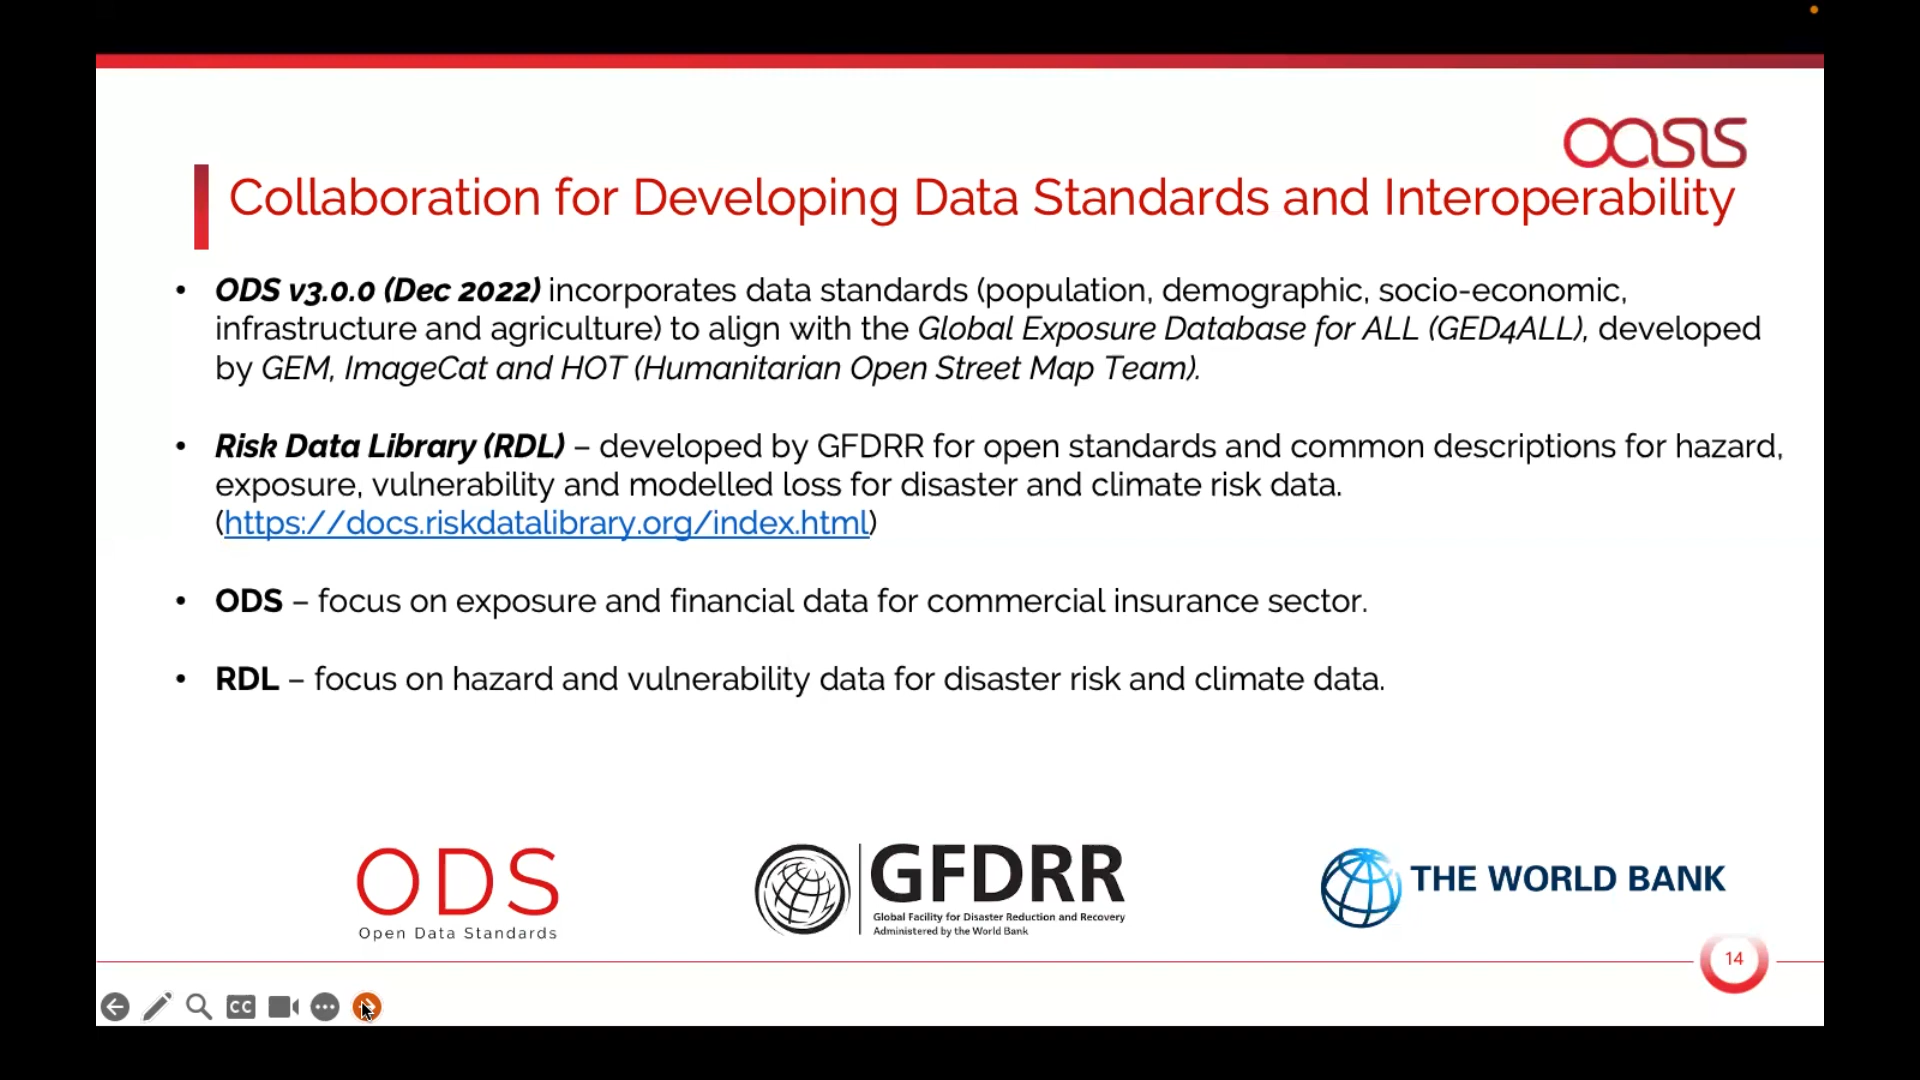 oasis
Collaboration for Developing Data Standards and Interoperability
• ODS v3.0.0 (Dec 2022) incorporates data standards (population, demographic, socio-economic,
infrastructure and agriculture) to align with the Global Exposure Database for ALL (GED4ALL), developed
by GEM, ImageCat and HOT (Humanitarian Open Street Map Team).
• Risk Data Library (RDL) – developed by GFDRR for open standards and common descriptions for hazard,
exposure, vulnerability and modelled loss for disaster and climate risk data.
(https://docs.riskdatalibrary.org/index.html)
• ODS – focus on exposure and financial data for commercial insurance sector.
• RDL – focus on hazard and vulnerability data for disaster risk and climate data.
ODS
Open Data Standards
GFDRR
Global Facility for Disaster Reduction and Recovery
Administered by the World Bank
THE WORLD BANK
14
CC